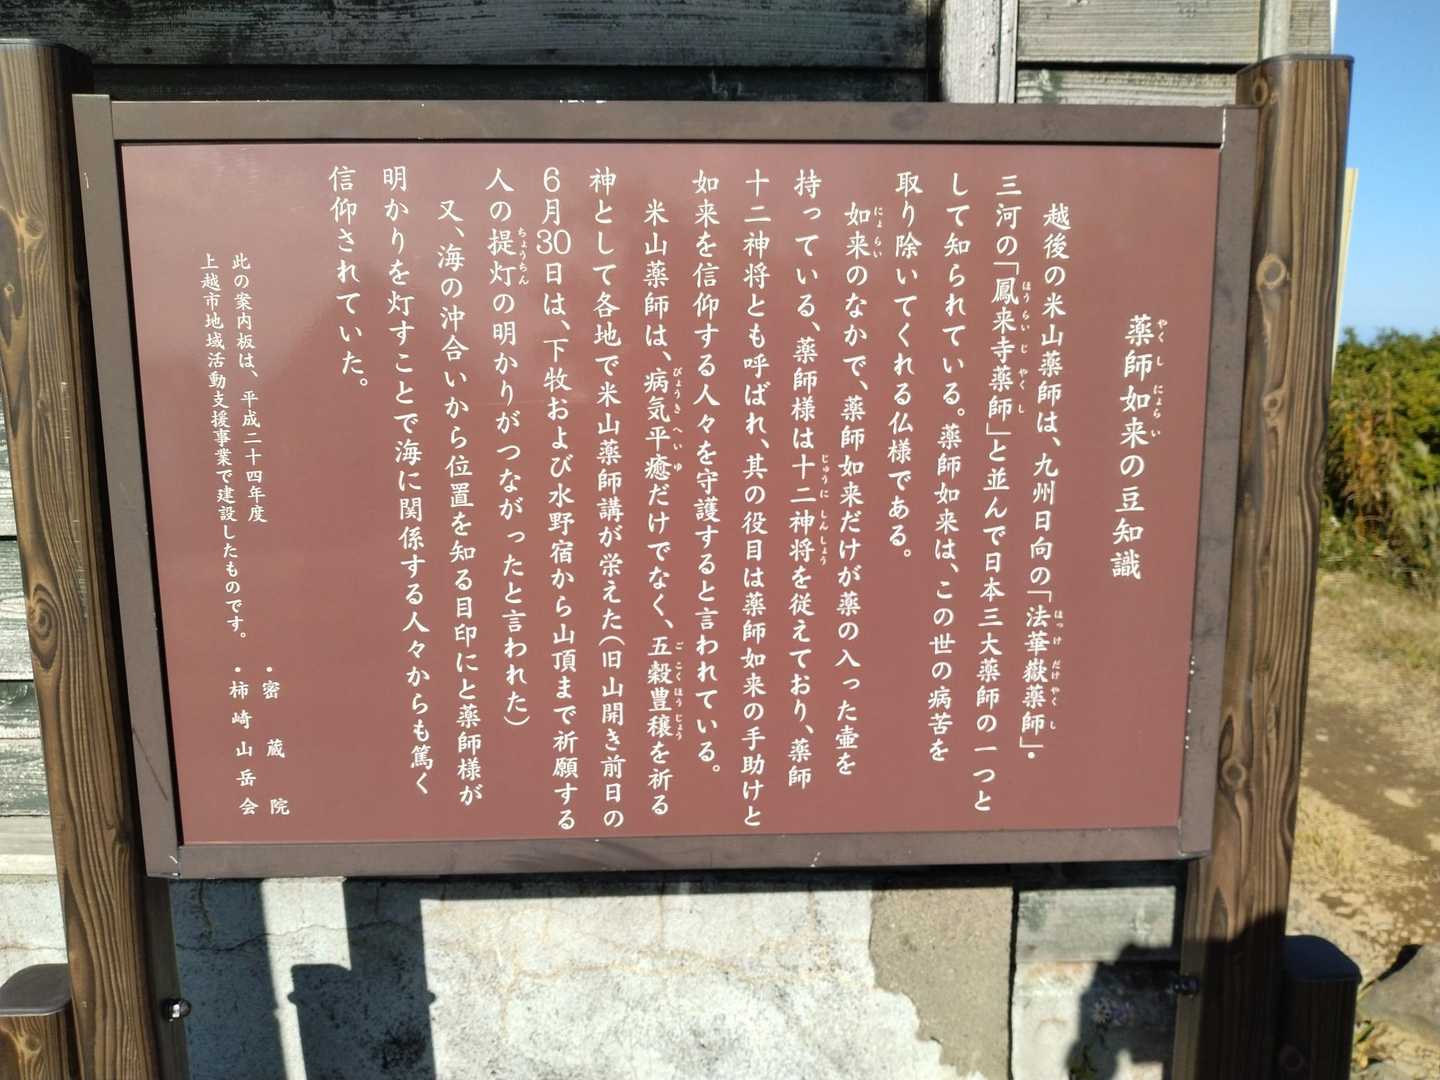 薬師如来の豆知識
越後の米山薬師は、九州日向の「法華嶽薬師」・
三河の「鳳来寺薬師」と並んで日本三大薬師の一つと
して知られている。薬師如来は、この世の病苦を
取り除いてくれる仏様である。
如来のなかで、薬師如来だけが薬の入った壷を
持っている、薬師様は十二神将を従えており、薬師
十二神将とも呼ばれ、其の役目は薬師如来の手助けと
如来を信仰する人々を守護すると言われている。
米山薬師は、病気平癒だけでなく、五穀豊穣を祈る
神として各地で米山薬師講が栄えた(旧山開き前日の
6月30日は、下牧および水野宿から山頂まで祈願する
人の提灯の明かりがつながったと言われた)
又、海の沖合いから位置を知る目印にと薬師様が
明かりを灯すことで海に関係する人々からも篤く
信仰されていた。
・密蔵院
・柿崎山岳会
此の案内板は、平成二十四年度
上越市地域活動支援事業で建設したものです。